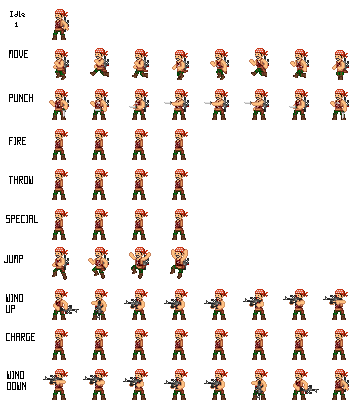 Idle
1
MOVE
PUNCH
FIRE
THROW
SPECIAL
JUMP
WIND
UP
CHARGE
WIND
DOWN